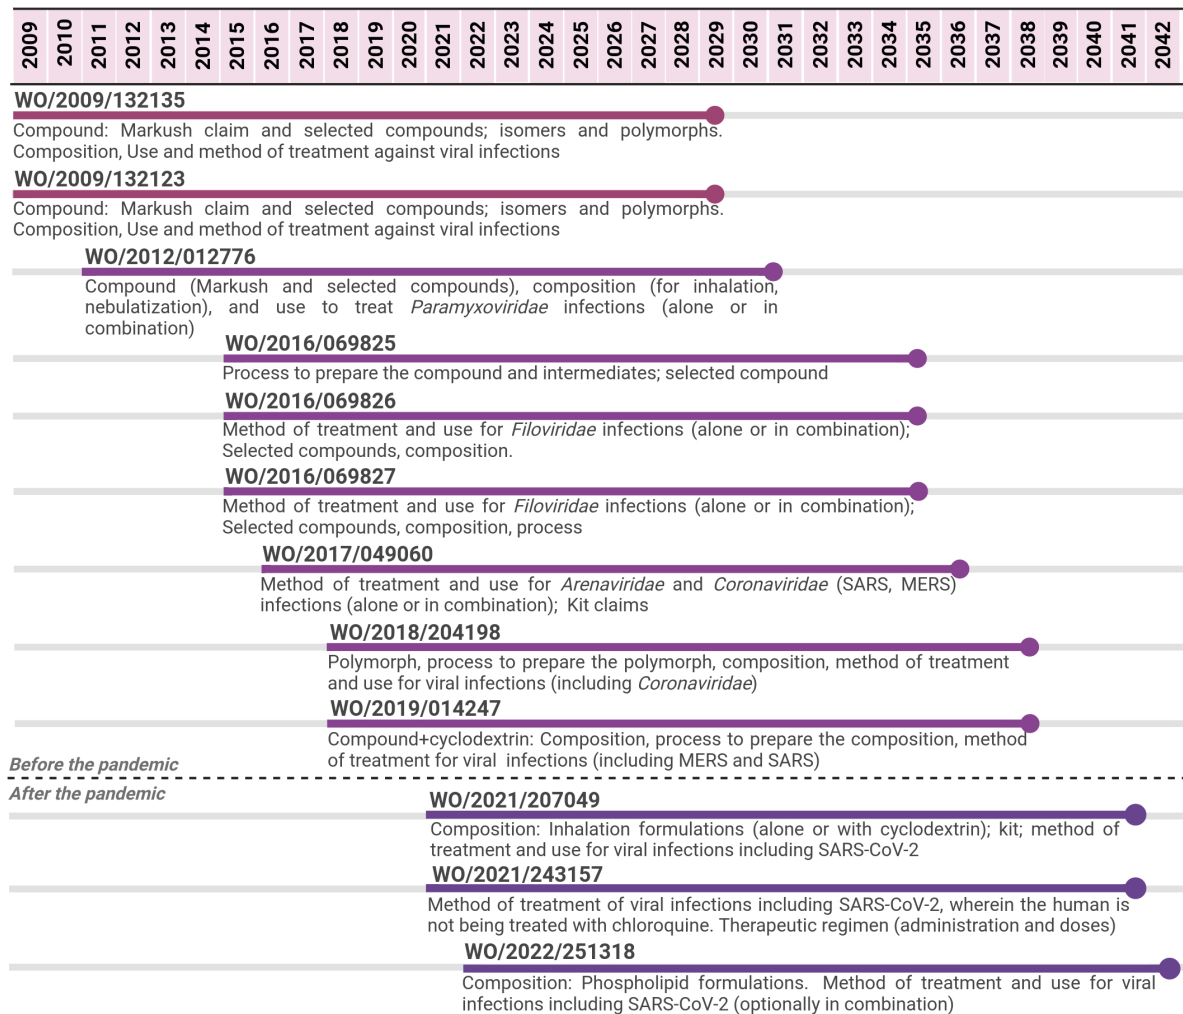 2009 2010 2011 2012 2013 2014 2015 2016 2017 2018 2019 2020 2021 2022 2023 2024 2025 2026 2027 2028 2029 2030 2031 2032 2033 2034 2035 2036 2037 2038 2039 2040 2041 2042
WO/2009/132135
Compound: Markush claim and selected compounds; isomers and polymorphs.
Composition, Use and method of treatment against viral infections
WO/2009/132123
Compound: Markush claim and selected compounds; isomers and polymorphs.
Composition, Use and method of treatment against viral infections
WO/2012/012776
Compound (Markush and selected compounds), composition (for inhalation,
nebulatization), and use to treat Paramyxoviridae infections (alone or in
combination)
WO/2016/069825
Process to prepare the compound and intermediates; selected compound
WO/2016/069826
Method of treatment and use for Filoviridae infections (alone or in combination);
Selected compounds, composition.
WO/2016/069827
Method of treatment and use for Filoviridae infections (alone or in combination);
Selected compounds, composition, process
WO/2017/049060
Method of treatment and use for Arenaviridae and Coronaviridae (SARS, MERS)
infections (alone or in combination); Kit claims
WO/2018/204198
Polymorph, process to prepare the polymorph, composition, method of treatment
and use for viral infections (including Coronaviridae)
WO/2019/014247
Compound+cyclodextrin: Composition, process to prepare the composition, method
of treatment for viral infections (including MERS and SARS)
Before the pandemic
After the pandemic
WO/2021/207049
Composition: Inhalation formulations (alone or with cyclodextrin); kit; method of
treatment and use for viral infections including SARS-CoV-2
WO/2021/243157
Method of treatment of viral infections including SARS-CoV-2, wherein the human is
not being treated with chloroquine. Therapeutic regimen (administration and doses)
WO/2022/251318
Composition: Phospholipid formulations. Method of treatment and use for viral
infections including SARS-CoV-2 (optionally in combination)